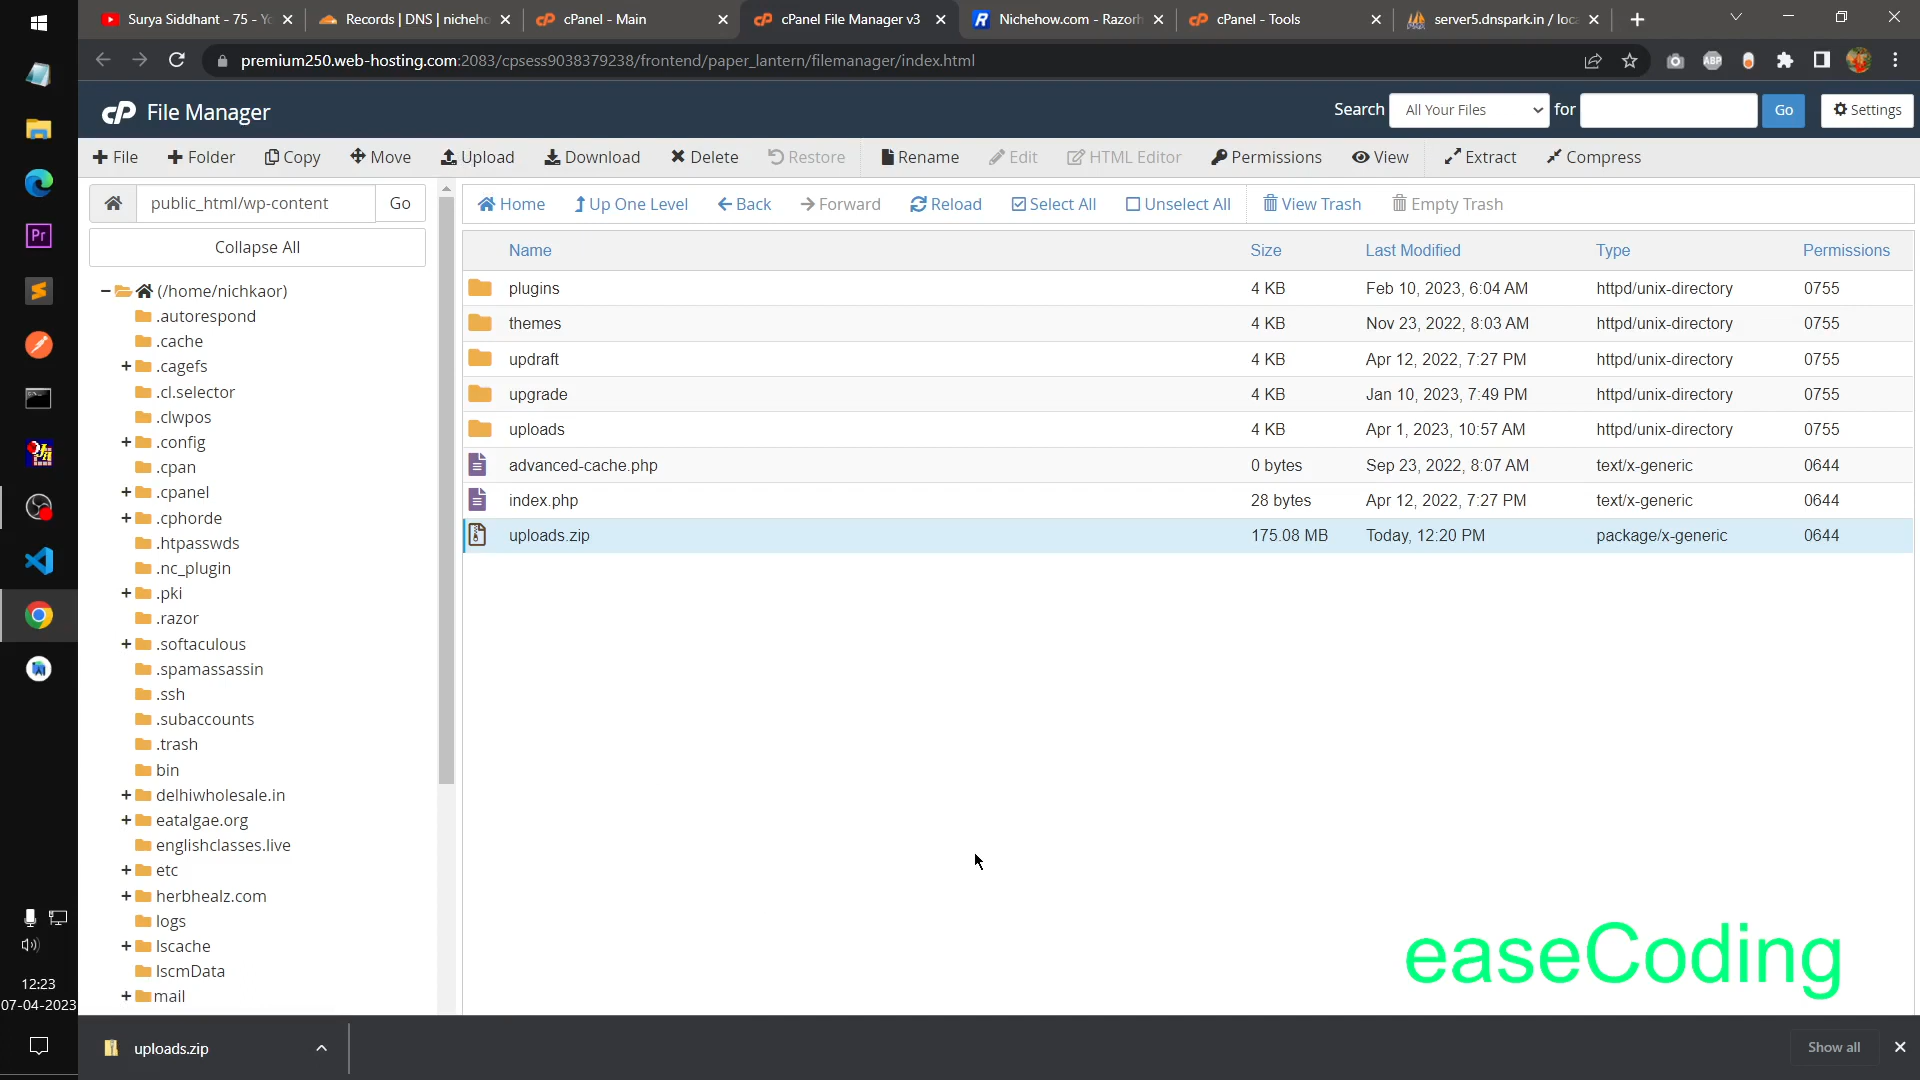 Surya Siddhant - 75 - Yo
Records | DNS | nicheho
cPanel - Main
cPanel File Manager v3
Nichehow.com - Razorh
cPanel - Tools
server5.dnspark.in / loca
premium250.web-hosting.com:2083/cpsess9038379238/frontend/paper_lantern/filemanager/index.html
ABP
cP File Manager
Search All Your Files for Go Settings
File Folder Copy Move Upload Download Delete Restore Rename Edit HTML Editor Permissions View Extract Compress
public_html/wp-content Go
Home Up One Level Back Forward Reload Select All Unselect All View Trash Empty Trash
Collapse All
Name Size Last Modified Type Permissions
plugins 4 KB Feb 10, 2023, 6:04 AM httpd/unix-directory 0755
themes 4 KB Nov 23, 2022, 8:03 AM httpd/unix-directory 0755
updraft 4 KB Apr 12, 2022, 7:27 PM httpd/unix-directory 0755
upgrade 4 KB Jan 10, 2023, 7:49 PM httpd/unix-directory 0755
uploads 4 KB Apr 1, 2023, 10:57 AM httpd/unix-directory 0755
advanced-cache.php 0 bytes Sep 23, 2022, 8:07 AM text/x-generic 0644
index.php 28 bytes Apr 12, 2022, 7:27 PM text/x-generic 0644
uploads.zip 175.08 MB Today, 12:20 PM package/x-generic 0644
(/home/nichkaor)
.autorespond
.cache
.cagefs
.cl.selector
.clwpos
.config
.cpan
.cpanel
.cphorde
.htpasswds
.nc_plugin
.pki
.razor
.softaculous
.spamassassin
.ssh
.subaccounts
.trash
bin
delhiwholesale.in
eatalgae.org
englishclasses.live
etc
herbhealz.com
logs
lscache
lscmData
mail
easeCoding
Pr
12:23
07-04-2023
uploads.zip
Show all